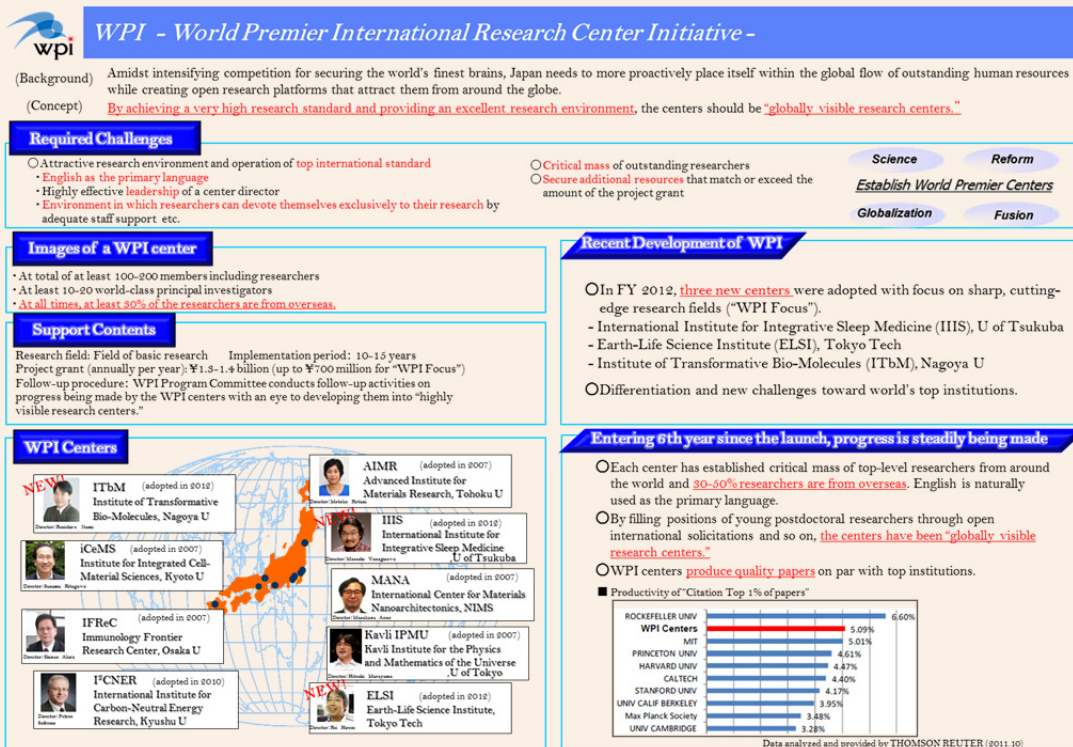 wpi
WPI - World Premier International Research Center Initiative -
(Background) Amidst intensifying competition for securing the world's finest brains, Japan needs to more proactively place itself within the global flow of outstanding human resources
while creating open research platforms that attract them from around the globe.
(Concept) By achieving a very high research standard and providing an excellent research environment, the centers should be "globally visible research centers."
Required Challenges
○Attractive research environment and operation of top international standard
・English as the primary language
・Highly effective leadership of a center director
・Environment in which researchers can devote themselves exclusively to their research by
adequate staff support etc.
○Critical mass of outstanding researchers
○Secure additional resources that match or exceed the
amount of the project grant
Science Reform
Establish World Premier Centers
Globalization Fusion
Images of a WPI center
・At total of at least 100-200 members including researchers
・At least 10-20 world-class principal investigators
・At all times, at least 30% of the researchers are from overseas.
Support Contents
Research field: Field of basic research Implementation period: 10-15 years
Project grant (annually per year): ¥1.3-1.4 billion (up to ¥700 million for "WPI Focus")
Follow-up procedure: WPI Program Committee conducts follow-up activities on
progress being made by the WPI centers with an eye to developing them into "highly
visible research centers."
Recent Development of WPI
○In FY 2012, three new centers were adopted with focus on sharp, cutting-
edge research fields ("WPI Focus").
- International Institute for Integrative Sleep Medicine (IIIS), U of Tsukuba
- Earth-Life Science Institute (ELSI), Tokyo Tech
- Institute of Transformative Bio-Molecules (ITbM), Nagoya U
○Differentiation and new challenges toward world's top institutions.
WPI Centers
NEW!
ITbM (adopted in 2012)
Institute of Transformative
Bio-Molecules, Nagoya U
iCeMS (adopted in 2007)
Institute for Integrated Cell-
Material Sciences, Kyoto U
IFReC (adopted in 2007)
Immunology Frontier
Research Center, Osaka U
I²CNER (adopted in 2010)
International Institute for
Carbon-Neutral Energy
Research, Kyushu U
AIMR (adopted in 2007)
Advanced Institute for
Materials Research, Tohoku U
NEW!
IIIS (adopted in 2012)
International Institute for
Integrative Sleep Medicine
,U of Tsukuba
MANA (adopted in 2007)
International Center for Materials
Nanoarchitectonics, NIMS
Kavli IPMU (adopted in 2007)
Kavli Institute for the Physics
and Mathematics of the Universe
,U of Tokyo
NEW!
ELSI (adopted in 2012)
Earth-Life Science Institute,
Tokyo Tech
Entering 6th year since the launch, progress is steadily being made
○Each center has established critical mass of top-level researchers from around
the world and 30-50% researchers are from overseas. English is naturally
used as the primary language.
○By filling positions of young postdoctoral researchers through open
international solicitations and so on, the centers have been "globally visible
research centers."
○WPI centers produce quality papers on par with top institutions.
■ Productivity of "Citation Top 1% of papers"
ROCKEFELLER UNIV 6.60%
WPI Centers 5.09%
MIT 5.01%
PRINCETON UNIV 4.61%
HARVARD UNIV 4.47%
CALTECH 4.40%
STANFORD UNIV 4.17%
UNIV CALIF BERKELEY 3.95%
Max Planck Society 3.48%
UNIV CAMBRIDGE 3.28%
Data analyzed and provided by THOMSON REUTER (2011.10)